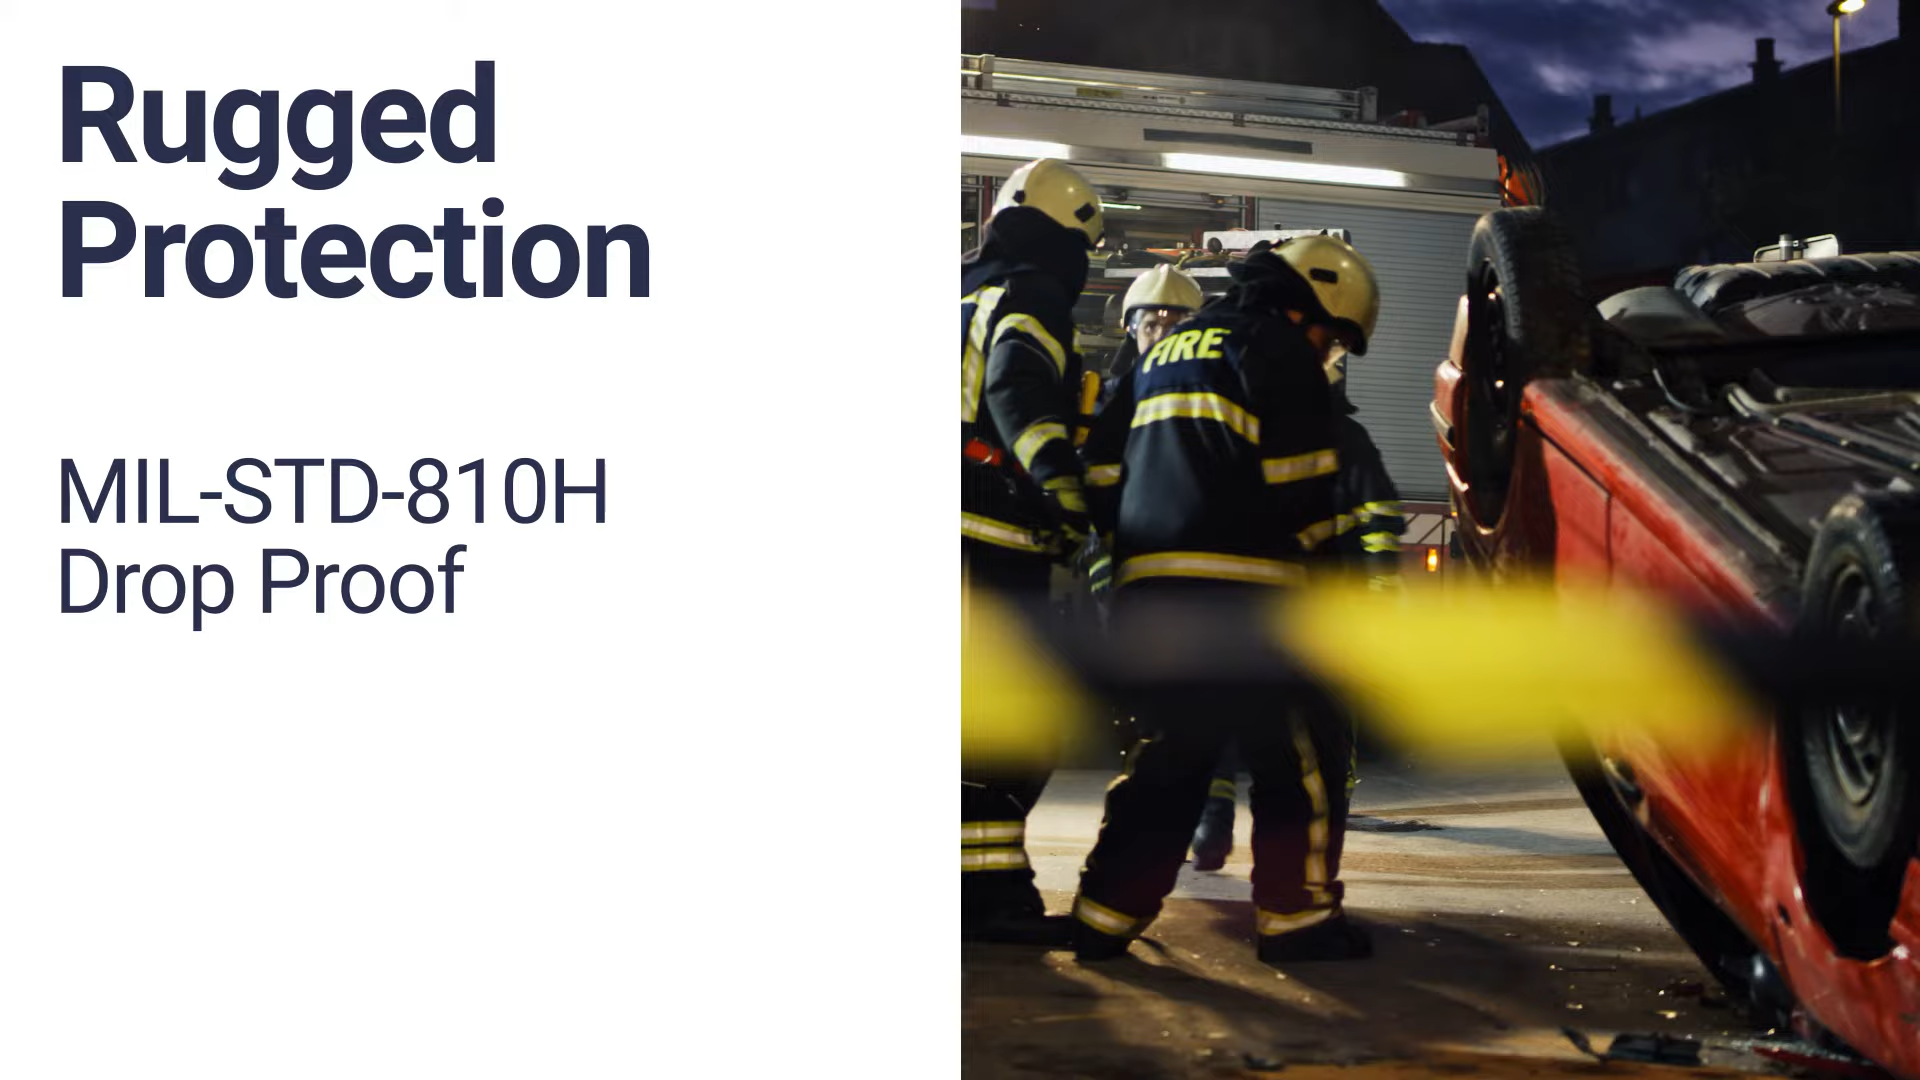 Rugged
Protection
MIL-STD-810H
Drop Proof
FIRE